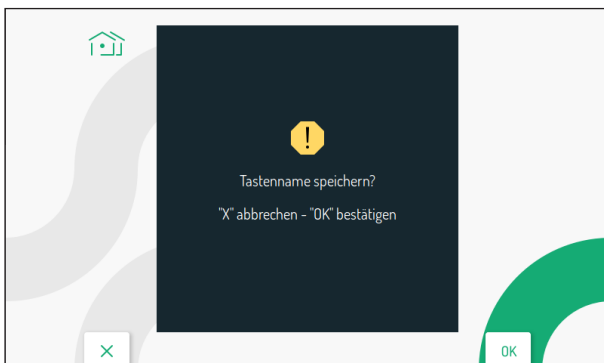 Tastenname speichern?
"X" abbrechen - "OK" bestätigen
OK